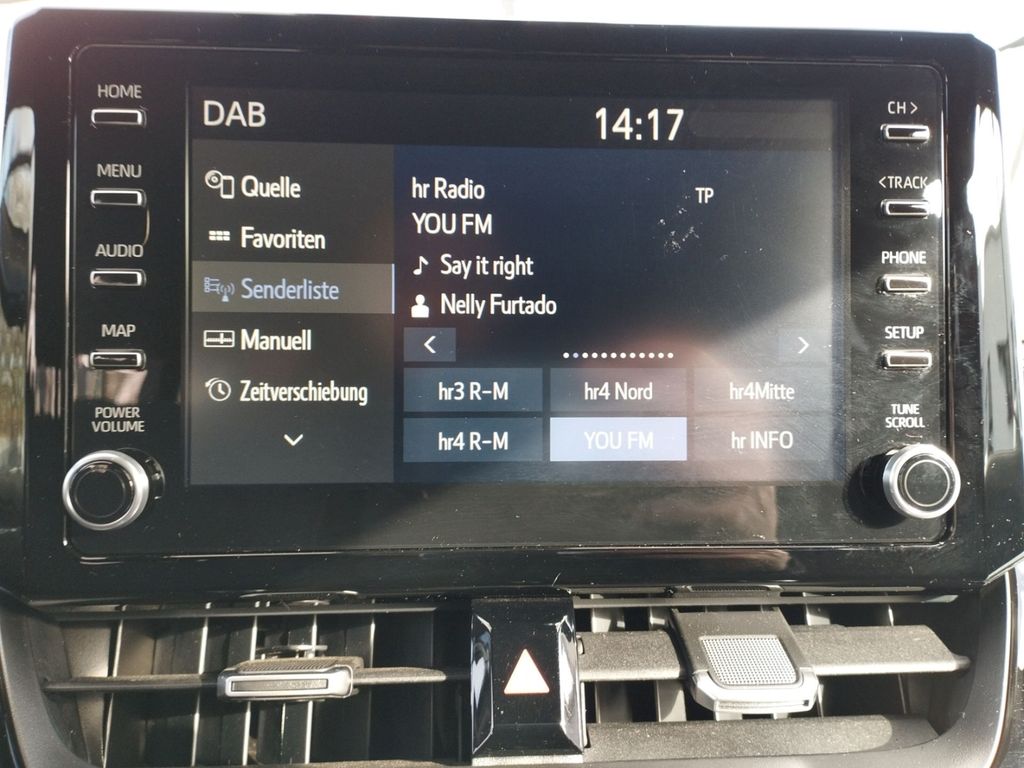 HOME
MENU
AUDIO
MAP
POWER
VOLUME
DAB
14:17
Quelle
Favoriten
Senderliste
Manuell
Zeitverschiebung
hr Radio
TP
YOU FM
Say it right
Nelly Furtado
<
>
hr3 R-M
hr4 Nord
hr4Mitte
hr4 R-M
YOU FM
hr INFO
CH >
<TRACK
PHONE
SETUP
TUNE
SCROLL